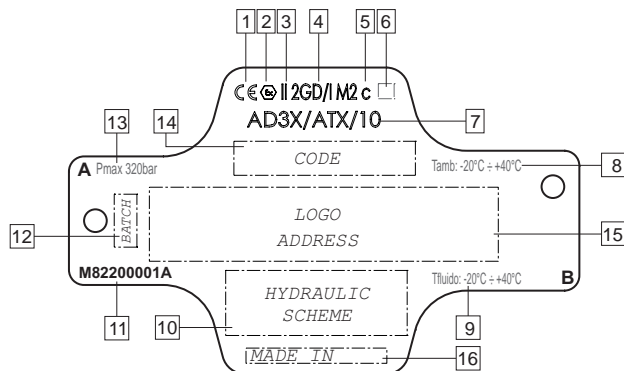 1 2 3 4 5 6
CE Ex II 2GD/I M2 c
AD3X/ATX/10 7
14 CODE
13
A Pmax 320bar
Tamb: -20°C ÷ +40°C 8
12 BATCH
LOGO
ADDRESS
15
M82200001A
11
HYDRAULIC
SCHEME
10
Tfluido: -20°C ÷ +40°C B
9
MADE IN 16